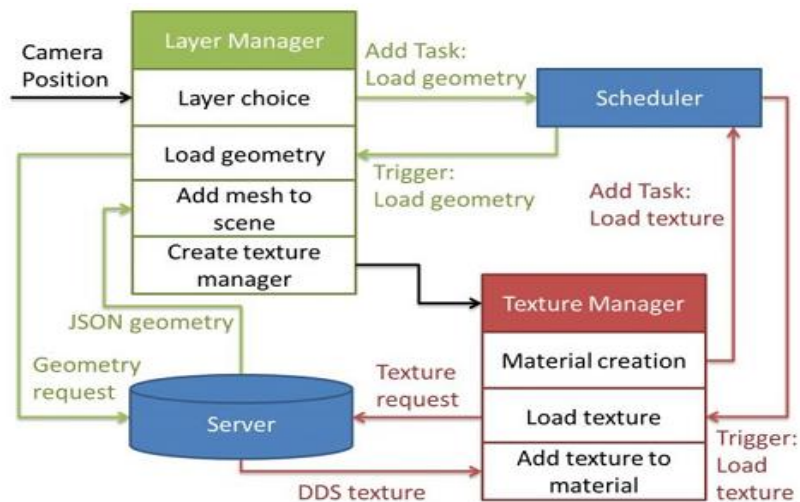 Layer Manager
Camera
Position
Add Task:
Load geometry
Layer choice
Scheduler
Load geometry
Trigger:
Load geometry
Add mesh to
scene
Add Task:
Load texture
Create texture
manager
Texture Manager
JSON geometry
Material creation
Geometry
request
Texture
request
Server
Load texture
Trigger:
Load
texture
Add texture to
material
DDS texture